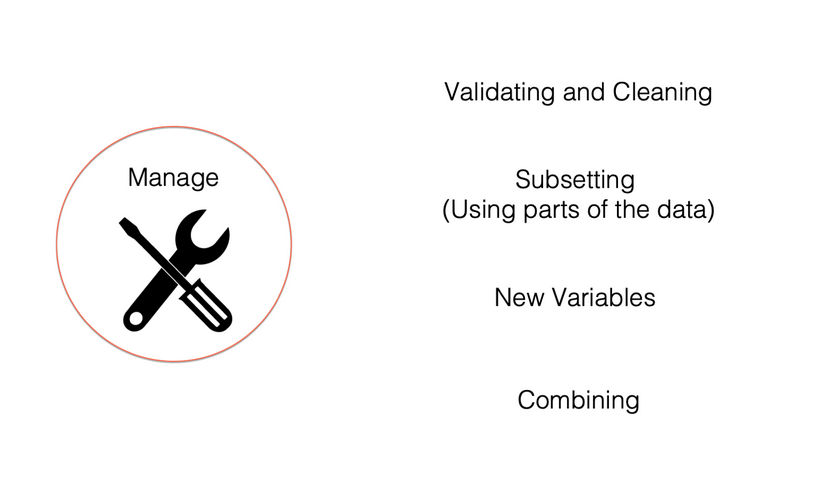 Validating and Cleaning
Manage
Subsetting
(Using parts of the data)
New Variables
Combining